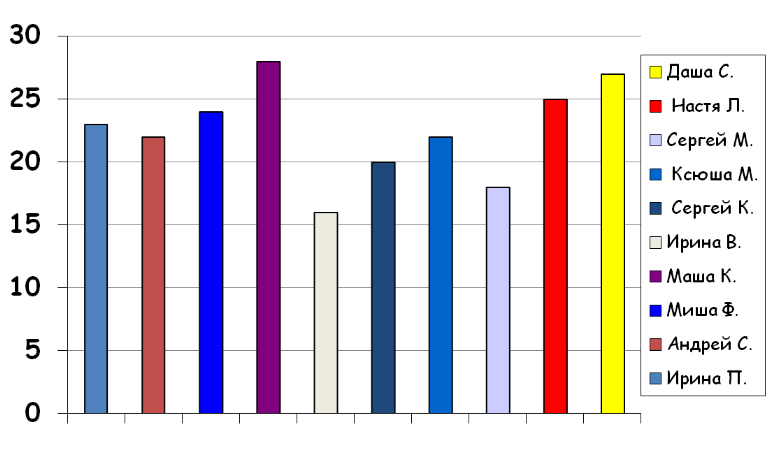 30
25
20
15
10
5
0
Даша С.
Настя Л.
Сергей М.
Ксюша М.
Сергей К.
Ирина В.
Маша К.
Миша Ф.
Андрей С.
Ирина П.